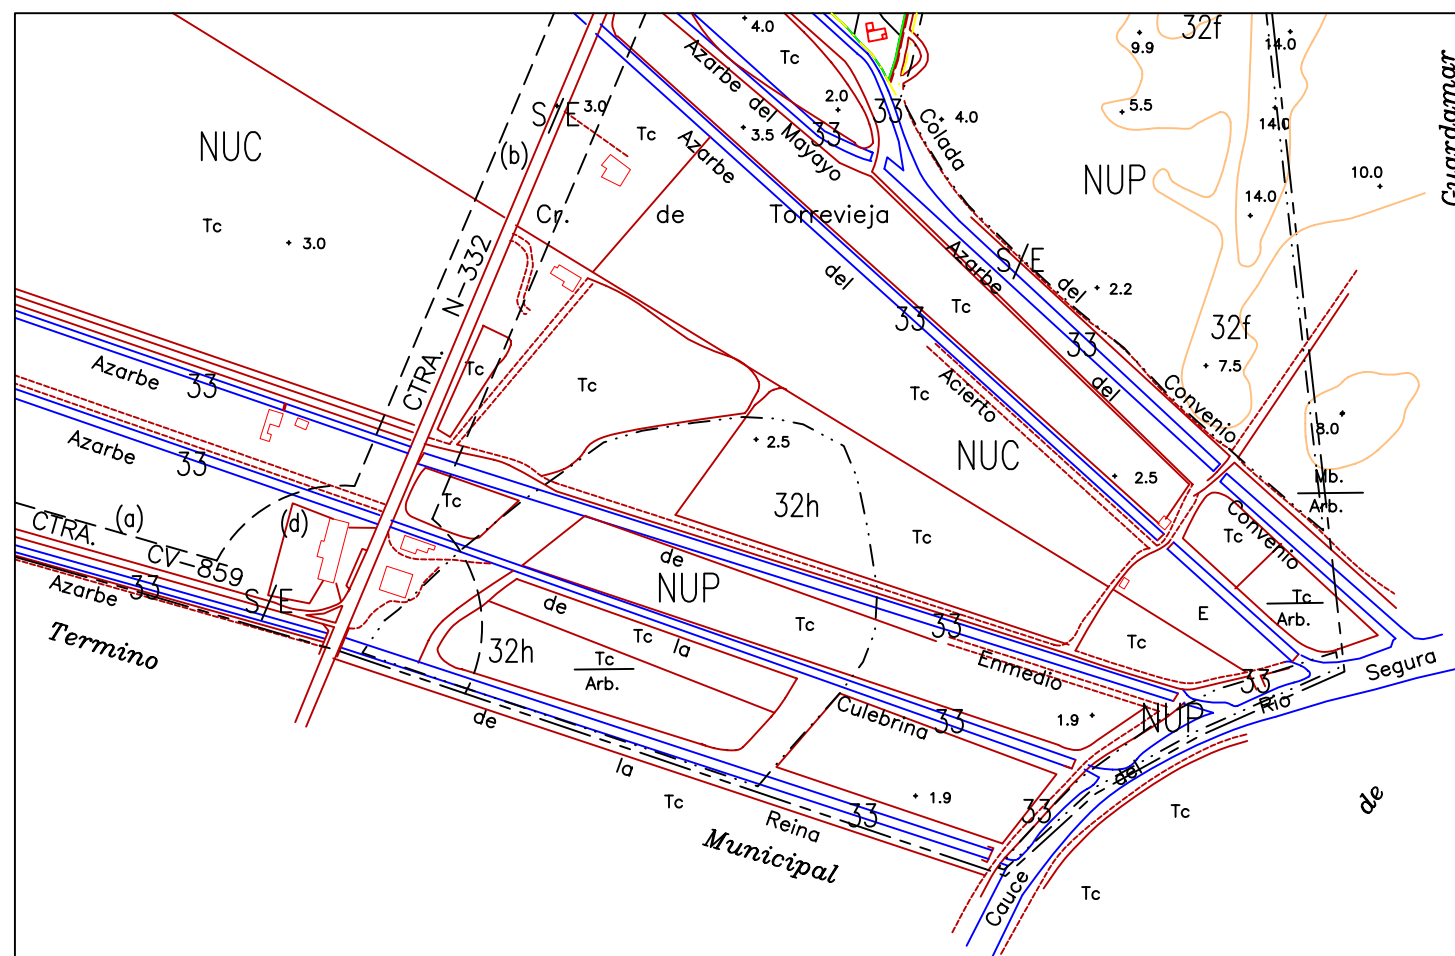 4.0
Tc
32f
9.9
14.0
Guardamar
S/E
3.0
Tc
Azarbe del Mayayo
2.0
33
33
3.5
Colada
4.0
5.5
14.0
NUC
(b)
Azarbe
NUP
10.0
Tc
3.0
Cr. de Torrevieja
14.0
N-332
del
S/E
Azarbe
del
2.2
Tc
33
33
32f
7.5
Azarbe
33
CTRA.
Tc
Tc
Tc
Acierto
del
Convenio
8.0
Azarbe
33
2.5
NUC
2.5
Mb.
Arb.
Tc
32h
(a)
(d)
CTRA.
CV-859
Tc
Convenio
Tc
Azarbe
33
S/E
de
NUP
de
Tc
la
Tc
33
Tc
E
Tc
Arb.
Termino
32h
Tc
Arb.
Enmedio
33
Segura
Rio
de
Culebrina
33
1.9
NUP
la
Tc
Reina
33
1.9
33
del
Tc
de
Municipal
Cauce
Tc